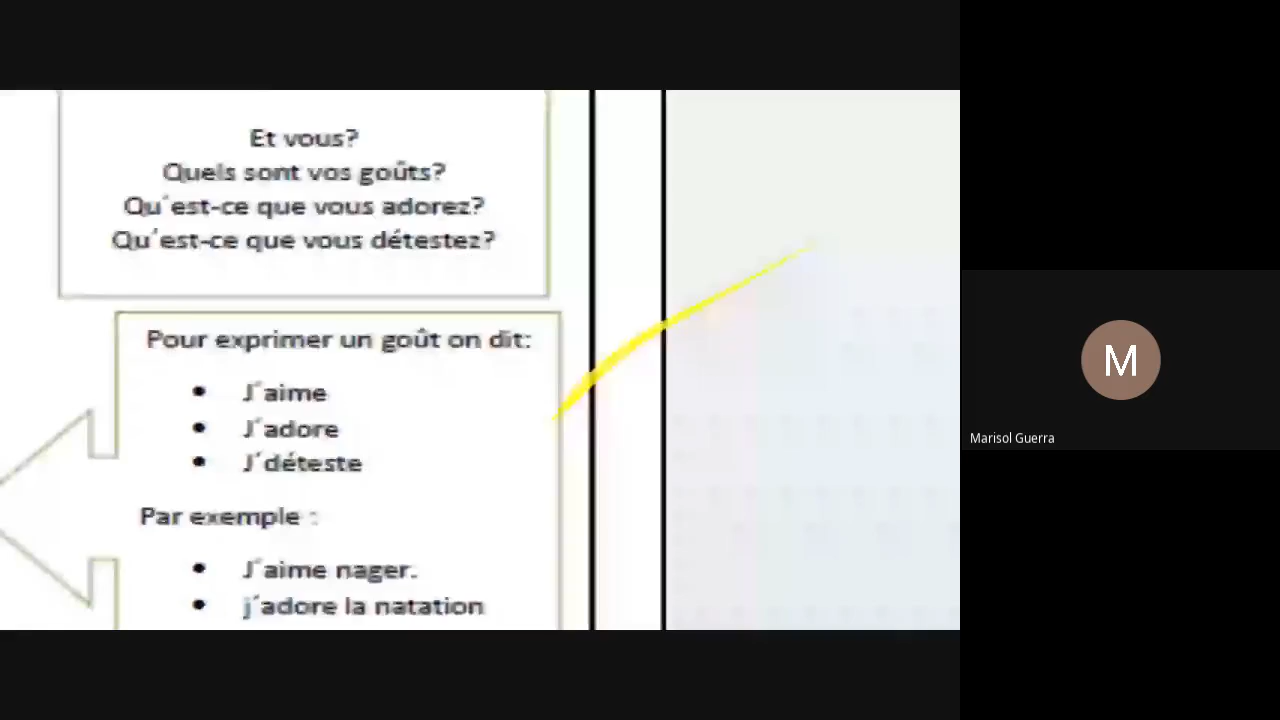 Et vous?
Quels sont vos goûts?
Qu´est-ce que vous adorez?
Qu´est-ce que vous détestez?
Pour exprimer un goût on dit:
• J´aime
• J´adore
• J´déteste
Par exemple :
• J´aime nager.
• j´adore la natation
M
Marisol Guerra